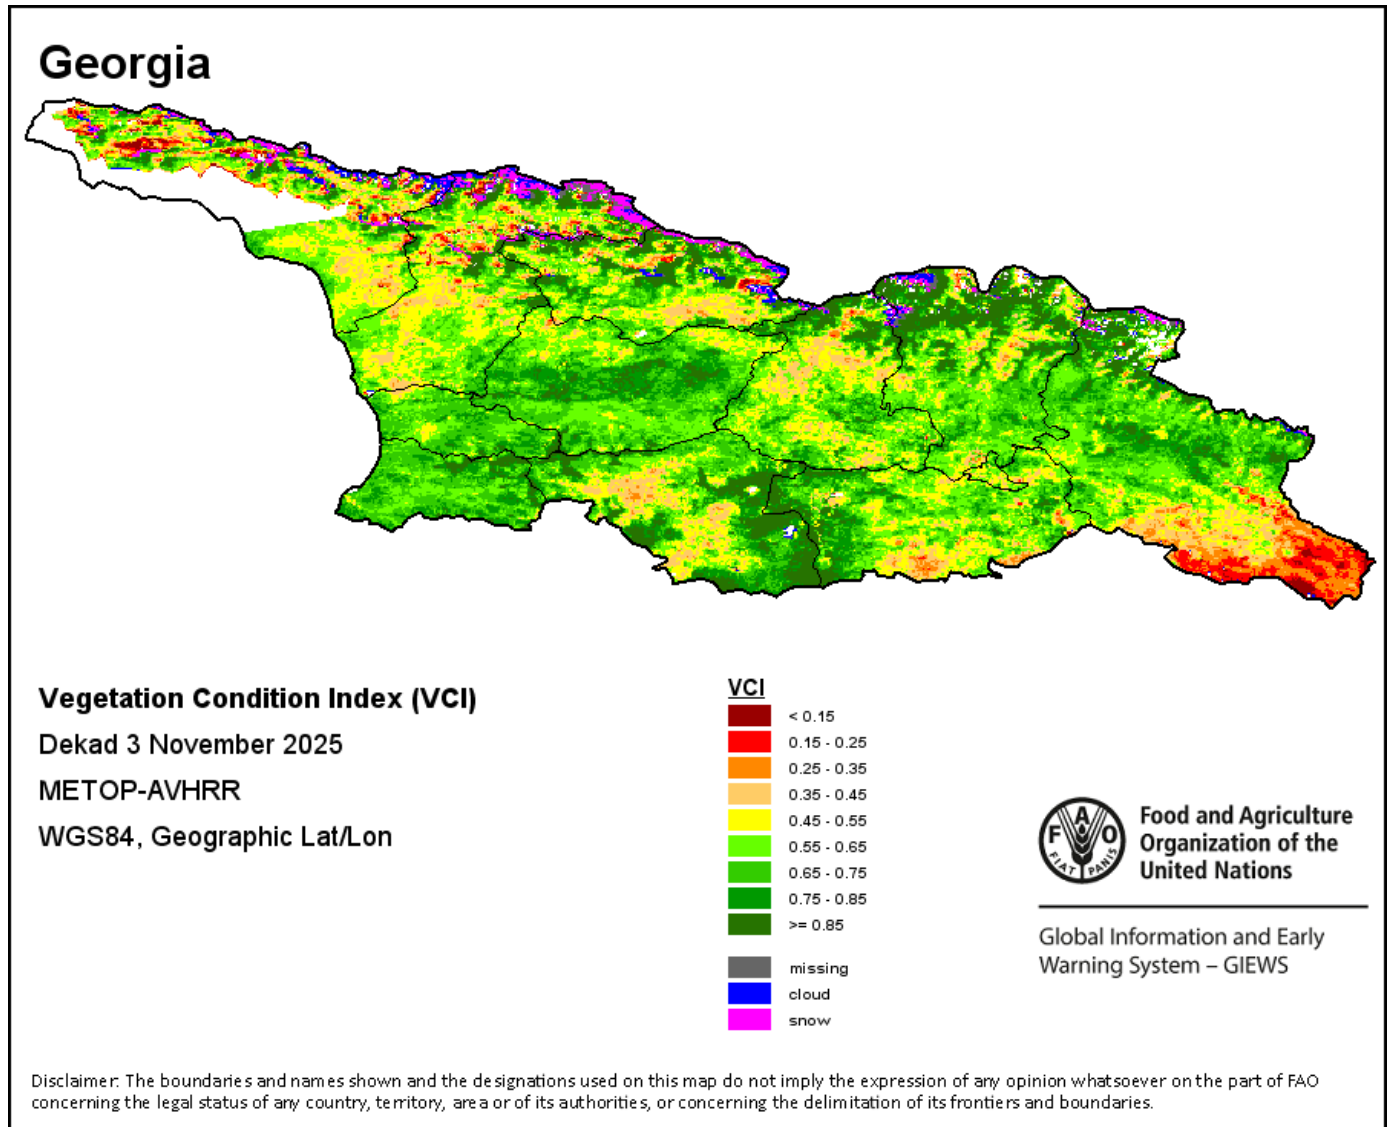 Georgia
Vegetation Condition Index (VCI)
Dekad 3 November 2025
METOP-AVHRR
WGS84, Geographic Lat/Lon
VCI
< 0.15
0.15 - 0.25
0.25 - 0.35
0.35 - 0.45
0.45 - 0.55
0.55 - 0.65
0.65 - 0.75
0.75 - 0.85
>= 0.85
missing
cloud
snow
F A O
FIAT PANIS
Food and Agriculture
Organization of the
United Nations
Global Information and Early
Warning System – GIEWS
Disclaimer: The boundaries and names shown and the designations used on this map do not imply the expression of any opinion whatsoever on the part of FAO
concerning the legal status of any country, territory, area or of its authorities, or concerning the delimitation of its frontiers and boundaries.